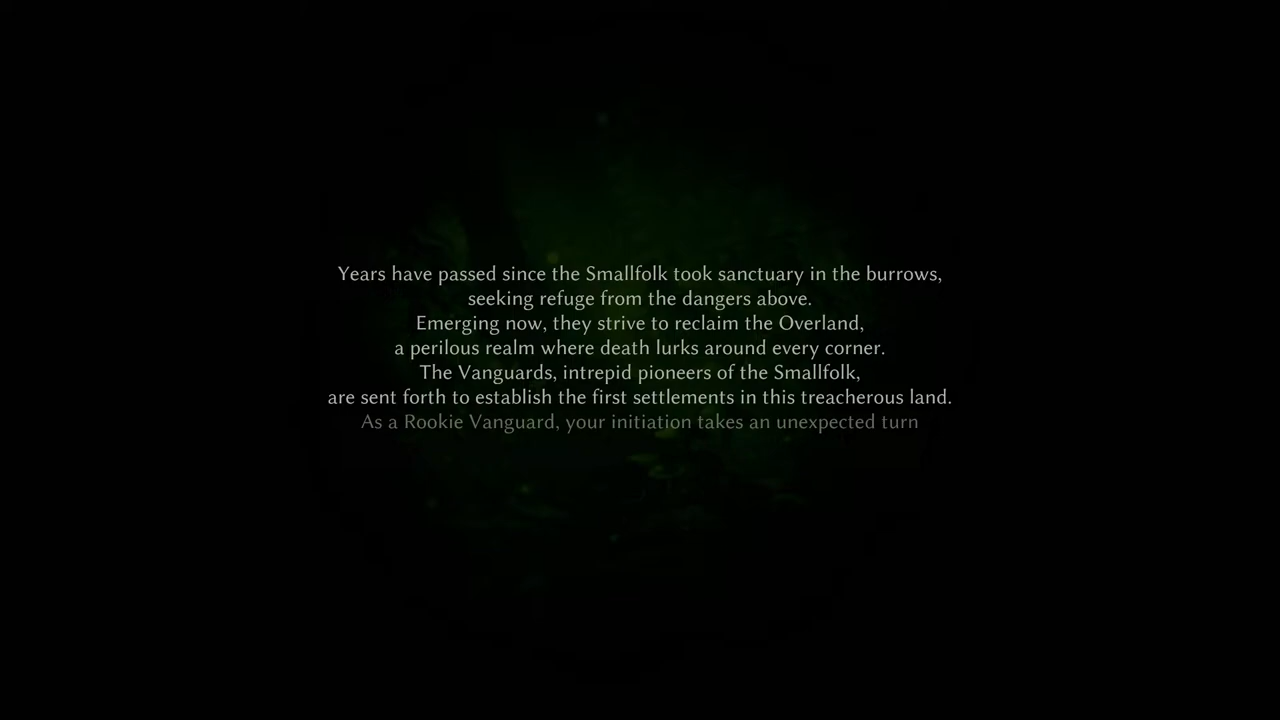 Years have passed since the Smallfolk took sanctuary in the burrows,
seeking refuge from the dangers above.
Emerging now, they strive to reclaim the Overland,
a perilous realm where death lurks around every corner.
The Vanguards, intrepid pioneers of the Smallfolk,
are sent forth to establish the first settlements in this treacherous land.
As a Rookie Vanguard, your initiation takes an unexpected turn